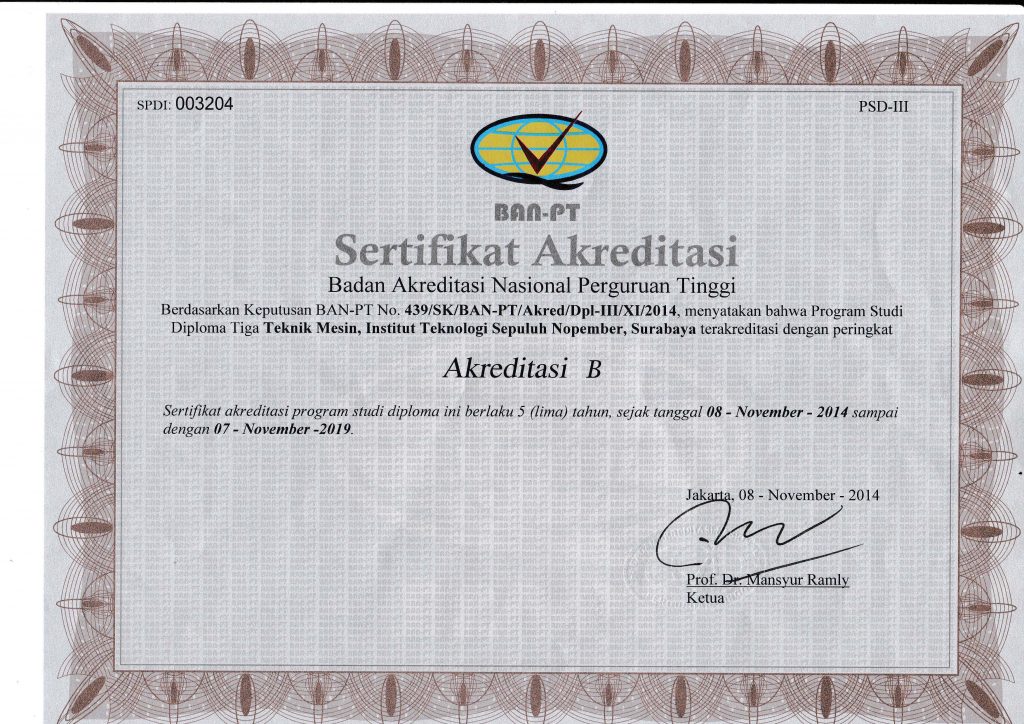 SPDI: 003204
PSD-III
BAN-PT
Sertifikat Akreditasi
Badan Akreditasi Nasional Perguruan Tinggi
Berdasarkan Keputusan BAN-PT No. 439/SK/BAN-PT/Akred/Dpl-III/XI/2014, menyatakan bahwa Program Studi
Diploma Tiga Teknik Mesin, Institut Teknologi Sepuluh Nopember, Surabaya terakreditasi dengan peringkat
Akreditasi B
Sertifikat akreditasi program studi diploma ini berlaku 5 (lima) tahun, sejak tanggal 08 - November - 2014 sampai
dengan 07 - November -2019.
Jakarta, 08 - November - 2014
Prof. Dr. Mansyur Ramly
Ketua